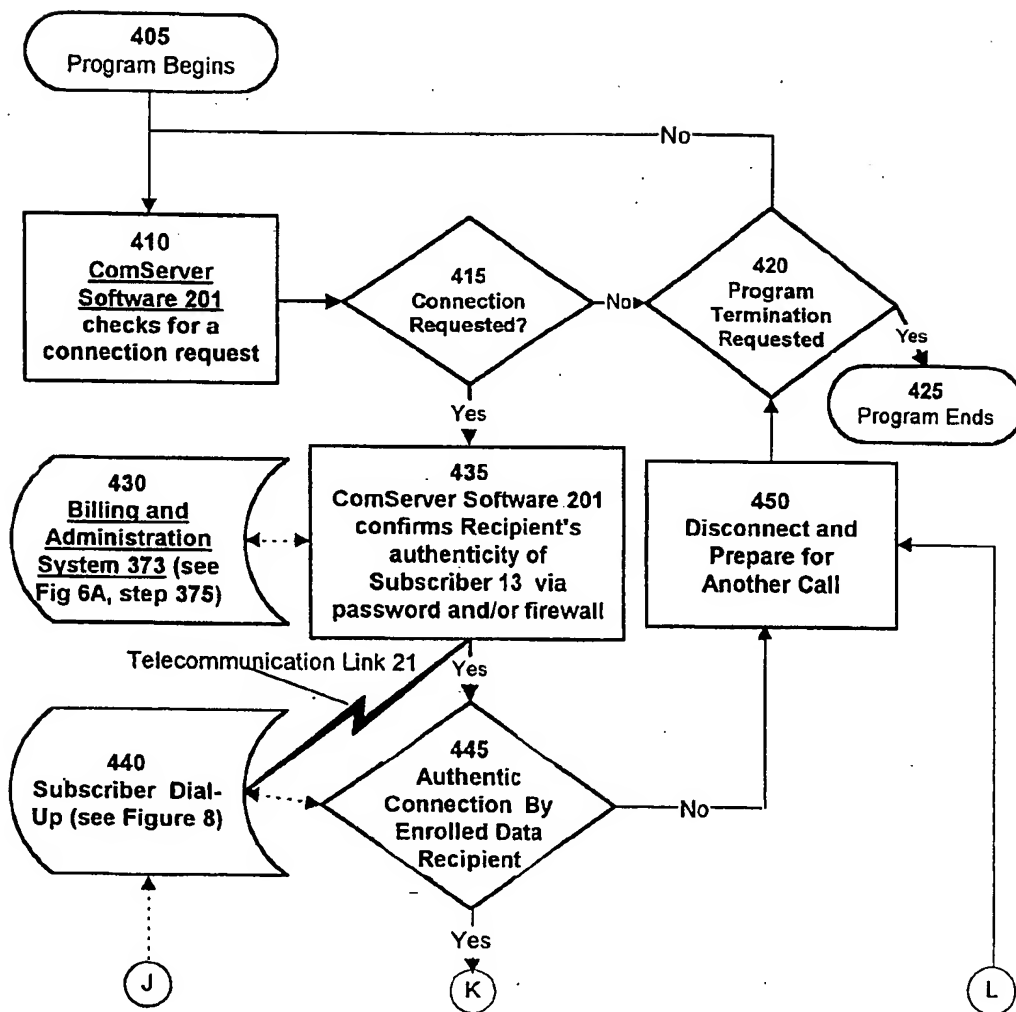 405
Program Begins
No
410
ComServer
Software 201
checks for a
connection request
415
Connection
Requested?
No
420
Program
Termination
Requested
Yes
425
Program Ends
Yes
430
Billing and
Administration
System 373 (see
Fig 6A, step 375)
435
ComServer Software 201
confirms Recipient's
authenticity of
Subscriber 13 via
password and/or firewall
450
Disconnect and
Prepare for
Another Call
Telecommunication Link 21
Yes
440
Subscriber Dial-
Up (see Figure 8)
445
Authentic
Connection By
Enrolled Data
Recipient
No
Yes
J
K
L